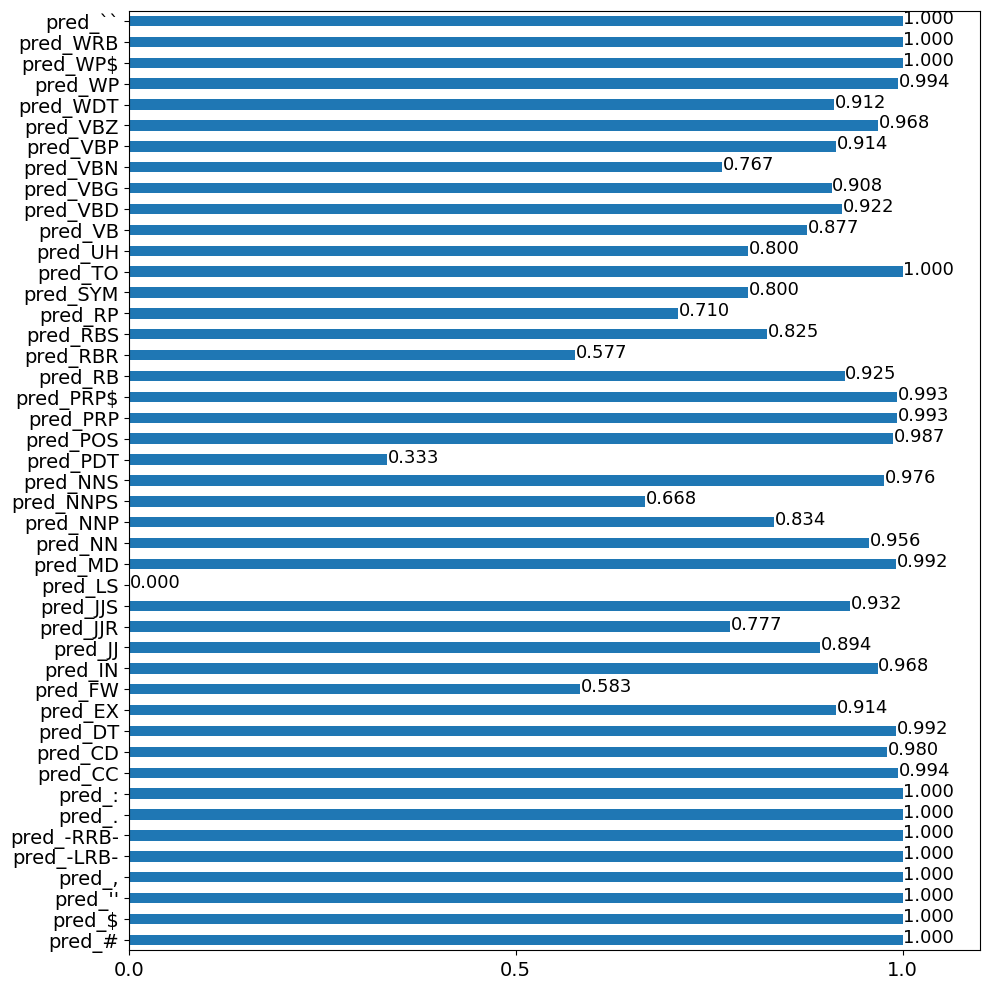 pred_`` 1.000
pred_WRB 1.000
pred_WP$ 1.000
pred_WP 0.994
pred_WDT 0.912
pred_VBZ 0.968
pred_VBP 0.914
pred_VBN 0.767
pred_VBG 0.908
pred_VBD 0.922
pred_VB 0.877
pred_UH 0.800
pred_TO 1.000
pred_SYM 0.800
pred_RP 0.710
pred_RBS 0.825
pred_RBR 0.577
pred_RB 0.925
pred_PRP$ 0.993
pred_PRP 0.993
pred_POS 0.987
pred_PDT 0.333
pred_NNS 0.976
pred_NNPS 0.668
pred_NNP 0.834
pred_NN 0.956
pred_MD 0.992
pred_LS 0.000
pred_JJS 0.932
pred_JJR 0.777
pred_JJ 0.894
pred_IN 0.968
pred_FW 0.583
pred_EX 0.914
pred_DT 0.992
pred_CD 0.980
pred_CC 0.994
pred_: 1.000
pred_. 1.000
pred_-RRB- 1.000
pred_-LRB- 1.000
pred_, 1.000
pred_'' 1.000
pred_$ 1.000
pred_# 1.000
0.0 0.5 1.0